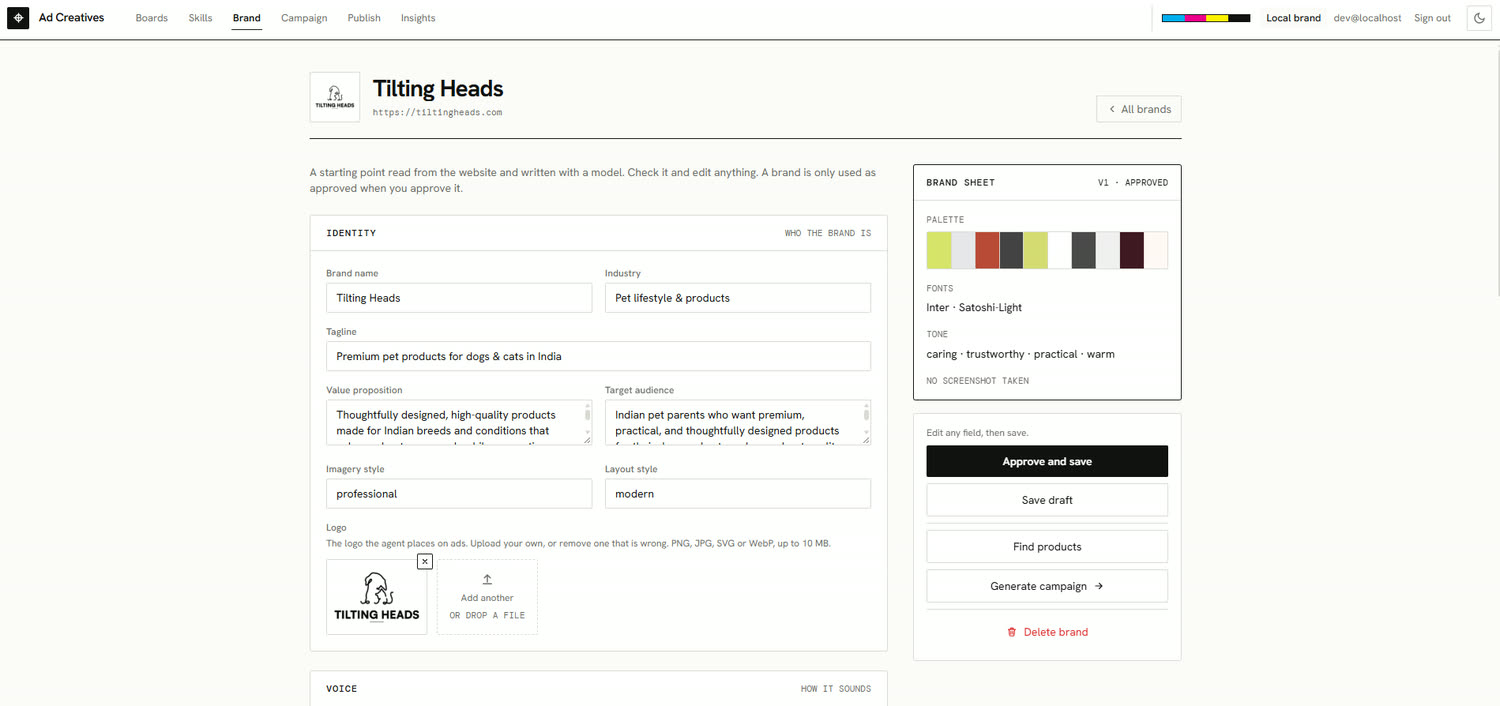 Ad Creatives
Boards
Skills
Brand
Campaign
Publish
Insights
Local brand
dev@localhost
Sign out
TILTING HEADS
Tilting Heads
https://tiltingheads.com
All brands
A starting point read from the website and written with a model. Check it and edit anything. A brand is only used as
approved when you approve it.
IDENTITY
WHO THE BRAND IS
Brand name
Industry
Tilting Heads
Pet lifestyle & products
Tagline
Premium pet products for dogs & cats in India
Value proposition
Target audience
Thoughtfully designed, high-quality products
made for Indian breeds and conditions that
Indian pet parents who want premium,
practical, and thoughtfully designed products
Imagery style
Layout style
professional
modern
Logo
The logo the agent places on ads. Upload your own, or remove one that is wrong. PNG, JPG, SVG or WebP, up to 10 MB.
TILTING HEADS
Add another
OR DROP A FILE
VOICE
HOW IT SOUNDS
BRAND SHEET
V1 · APPROVED
PALETTE
FONTS
Inter · Satoshi-Light
TONE
caring · trustworthy · practical · warm
NO SCREENSHOT TAKEN
Edit any field, then save.
Approve and save
Save draft
Find products
Generate campaign →
Delete brand